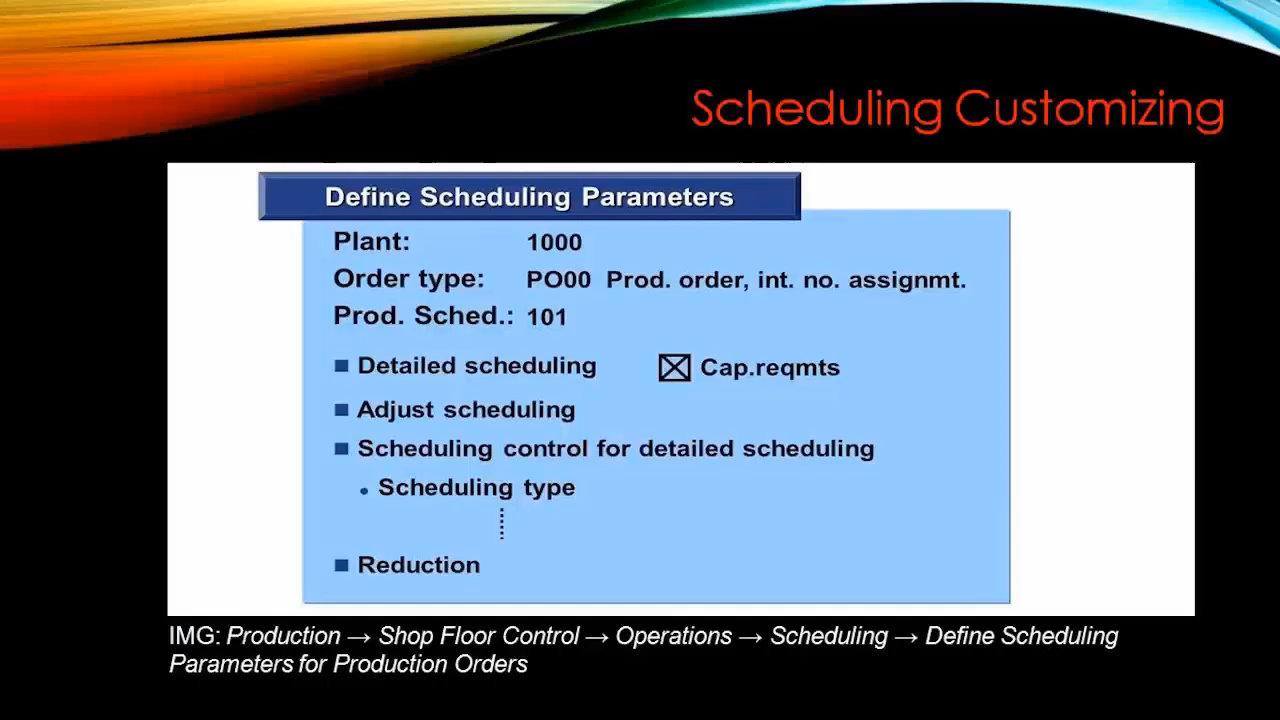 Scheduling Customizing
Define Scheduling Parameters
Plant: 1000
Order type: PO00 Prod. order, int. no. assignmt.
Prod. Sched.: 101
Detailed scheduling Cap.reqmts
Adjust scheduling
Scheduling control for detailed scheduling
Scheduling type
Reduction
IMG: Production → Shop Floor Control → Operations → Scheduling → Define Scheduling
Parameters for Production Orders